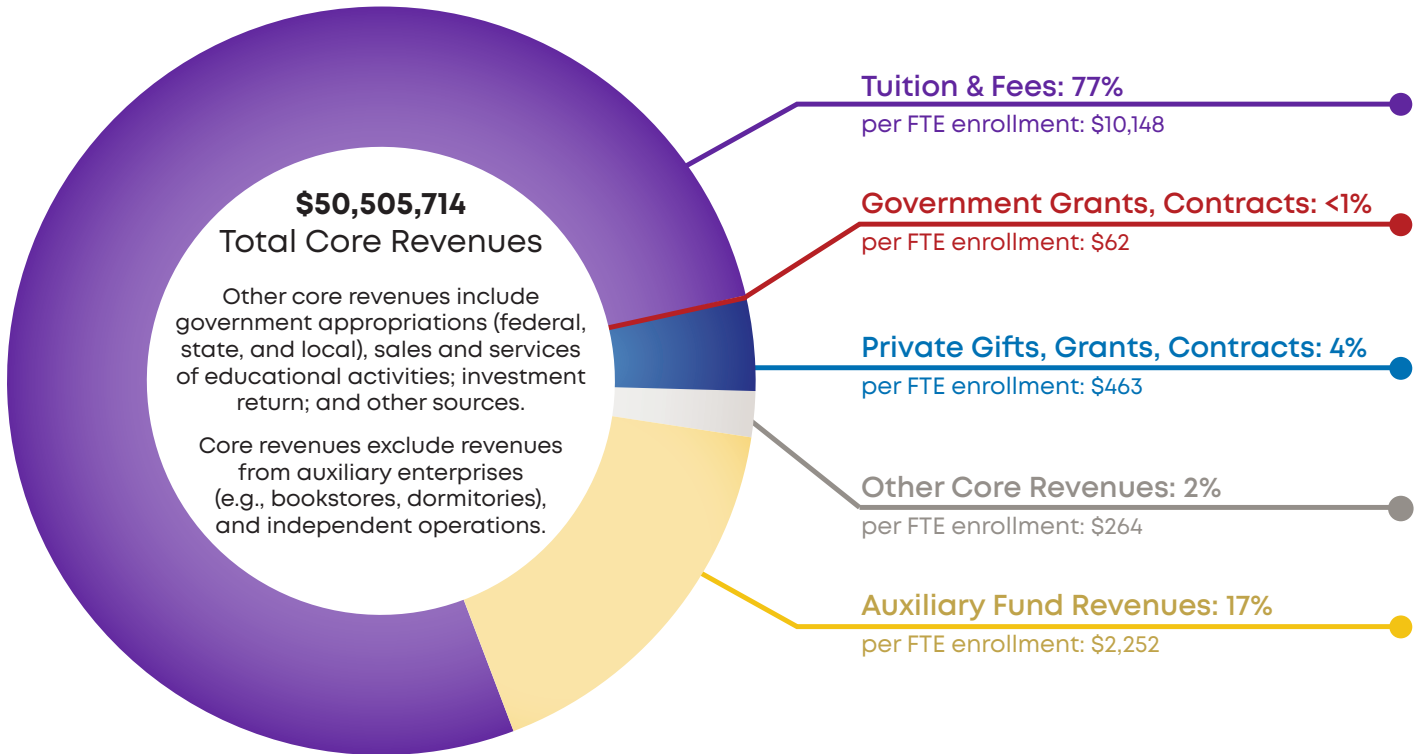 $50,505,714
Total Core Revenues
Other core revenues include
government appropriations (federal,
state, and local), sales and services
of educational activities; investment
return; and other sources.
Core revenues exclude revenues
from auxiliary enterprises
(e.g., bookstores, dormitories),
and independent operations.
Tuition & Fees: 77%
per FTE enrollment: $10,148
Government Grants, Contracts: <1%
per FTE enrollment: $62
Private Gifts, Grants, Contracts: 4%
per FTE enrollment: $463
Other Core Revenues: 2%
per FTE enrollment: $264
Auxiliary Fund Revenues: 17%
per FTE enrollment: $2,252